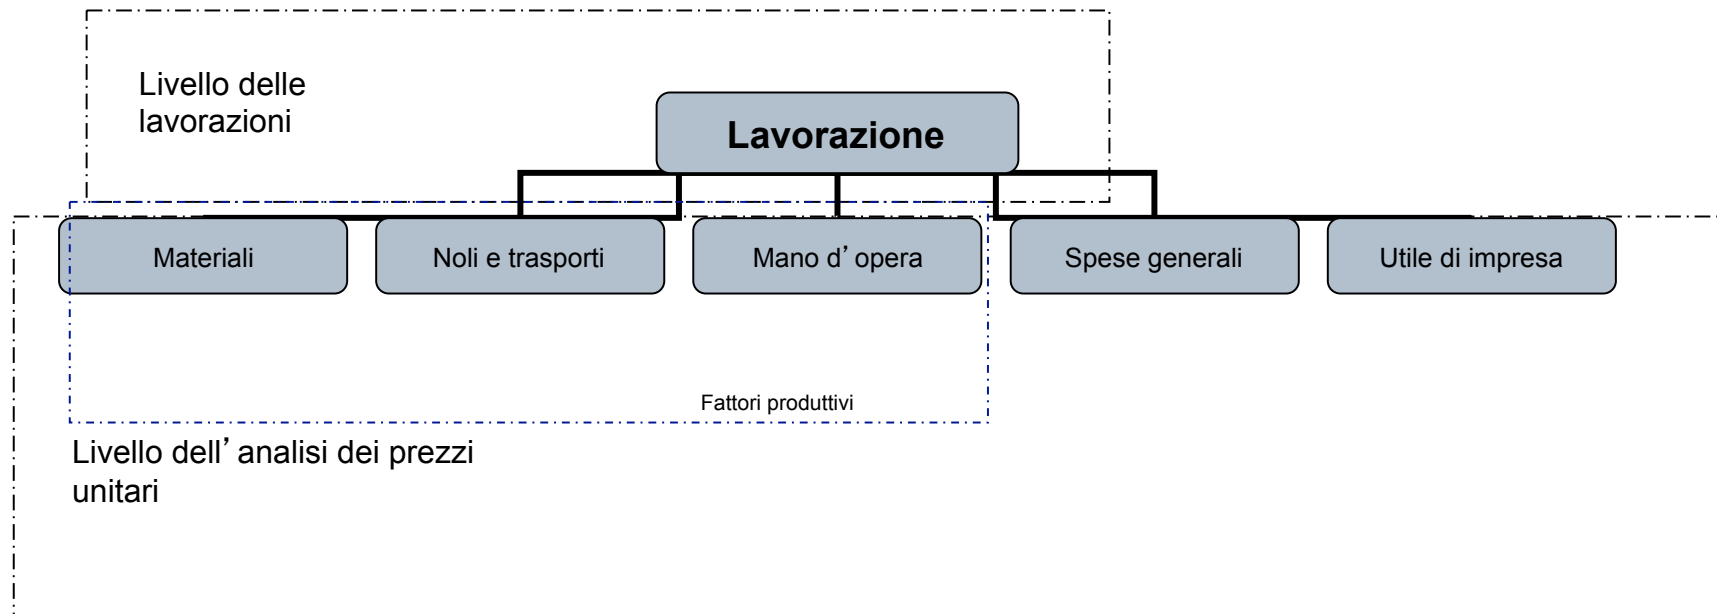 Livello delle
lavorazioni
Lavorazione
Materiali
Noli e trasporti
Mano d’opera
Spese generali
Utile di impresa
Fattori produttivi
Livello dell’analisi dei prezzi
unitari